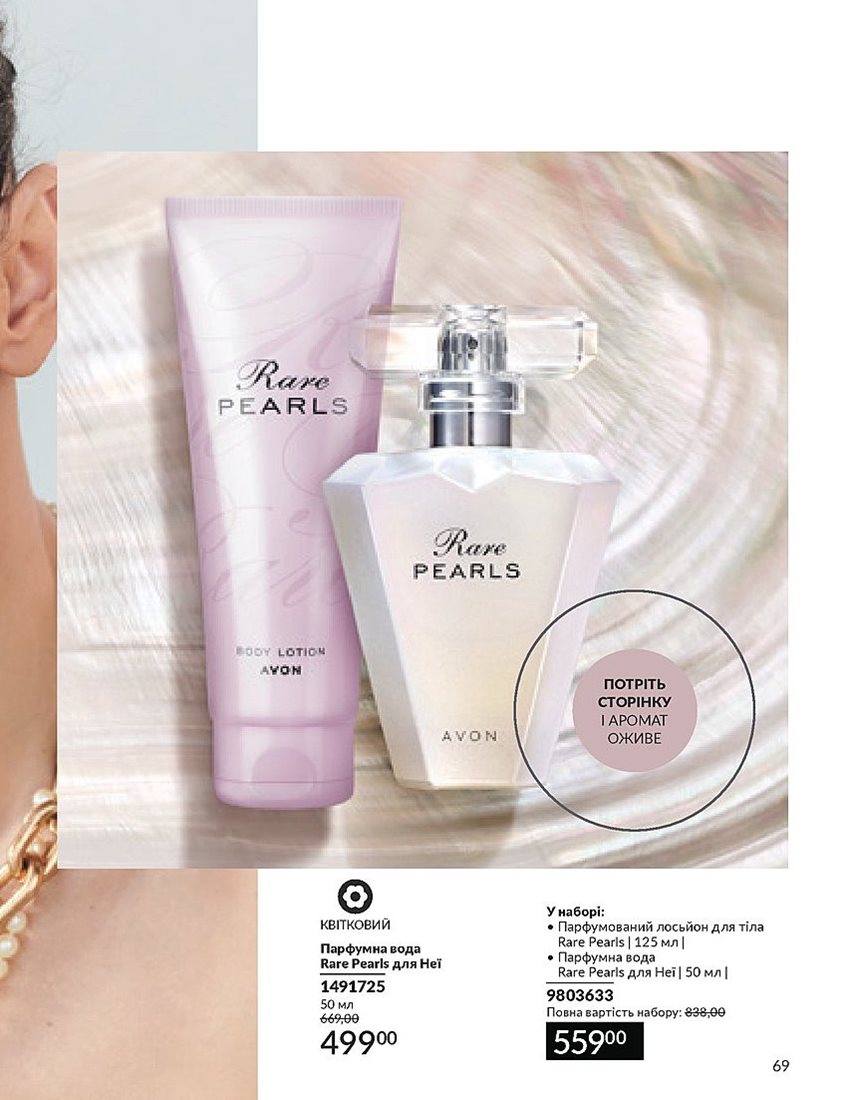 Rare
PEARLS
BODY LOTION
AVON
Rare
PEARLS
AVON
ПОТРІТЬ
СТОРІНКУ
І АРОМАТ
ОЖИВЕ
КВІТКОВИЙ
Парфумна вода
Rare Pearls для Неї
1491725
50 мл
669,00
499⁰⁰
У наборі:
• Парфумований лосьйон для тіла
Rare Pearls | 125 мл |
• Парфумна вода
Rare Pearls для Неї | 50 мл |
9803633
Повна вартість набору: 838,00
559⁰⁰
69